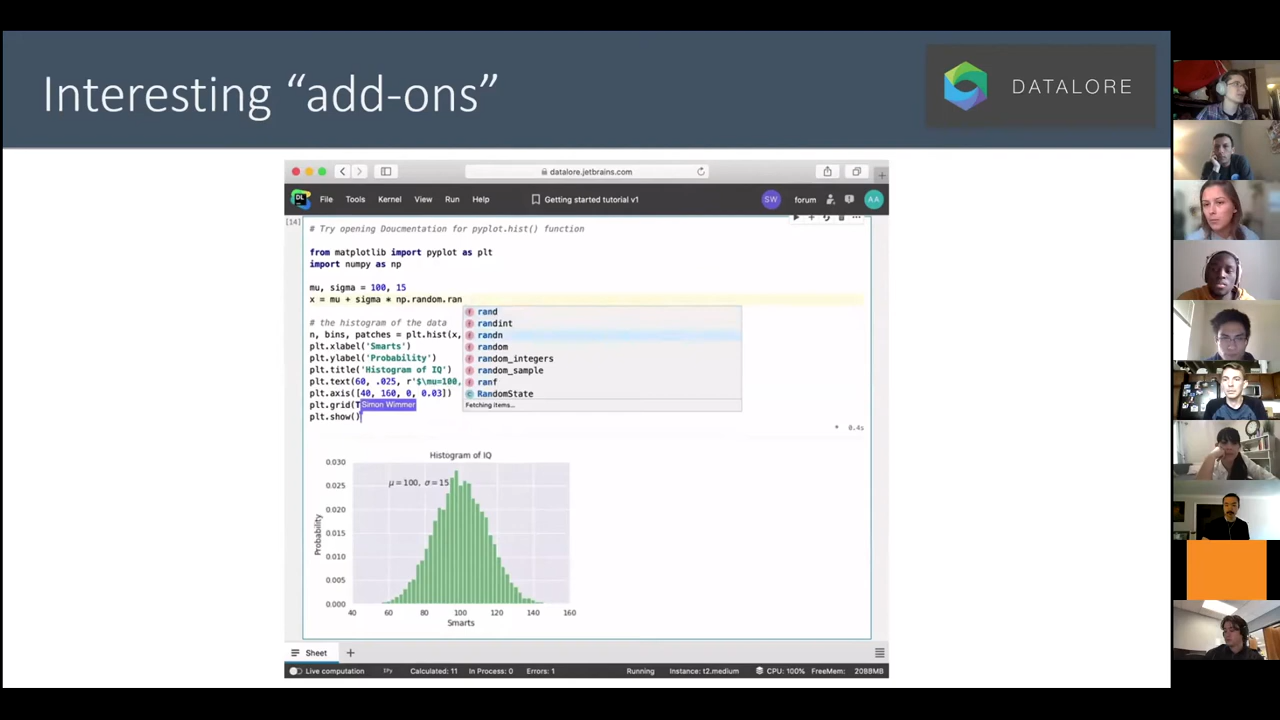 Interesting “add-ons”
DATALORE
datalore.jetbrains.com
DL
File Tools Kernel View Run Help
Getting started tutorial v1
SW
forum
AA
[14]
# Try opening Doucmentation for pyplot.hist() function
from matplotlib import pyplot as plt
import numpy as np
mu, sigma = 100, 15
x = mu + sigma * np.random.ran
rand
randint
randn
random
random_integers
random_sample
ranf
RandomState
Fetching items...
# the histogram of the data
n, bins, patches = plt.hist(x,
plt.xlabel('Smarts')
plt.ylabel('Probability')
plt.title('Histogram of IQ')
plt.text(60, .025, r'$\mu=100,
plt.axis([40, 160, 0, 0.03])
plt.grid(T
Simon Wimmer
plt.show()
0.4s
Histogram of IQ
μ = 100, σ = 15
Probability
0.030
0.025
0.020
0.015
0.010
0.005
0.000
40 60 80 100 120 140 160
Smarts
Sheet
Live computation
Calculated: 11
In Process: 0
Errors: 1
Running
Instance: t2.medium
CPU: 100%
FreeMem: 2088MB